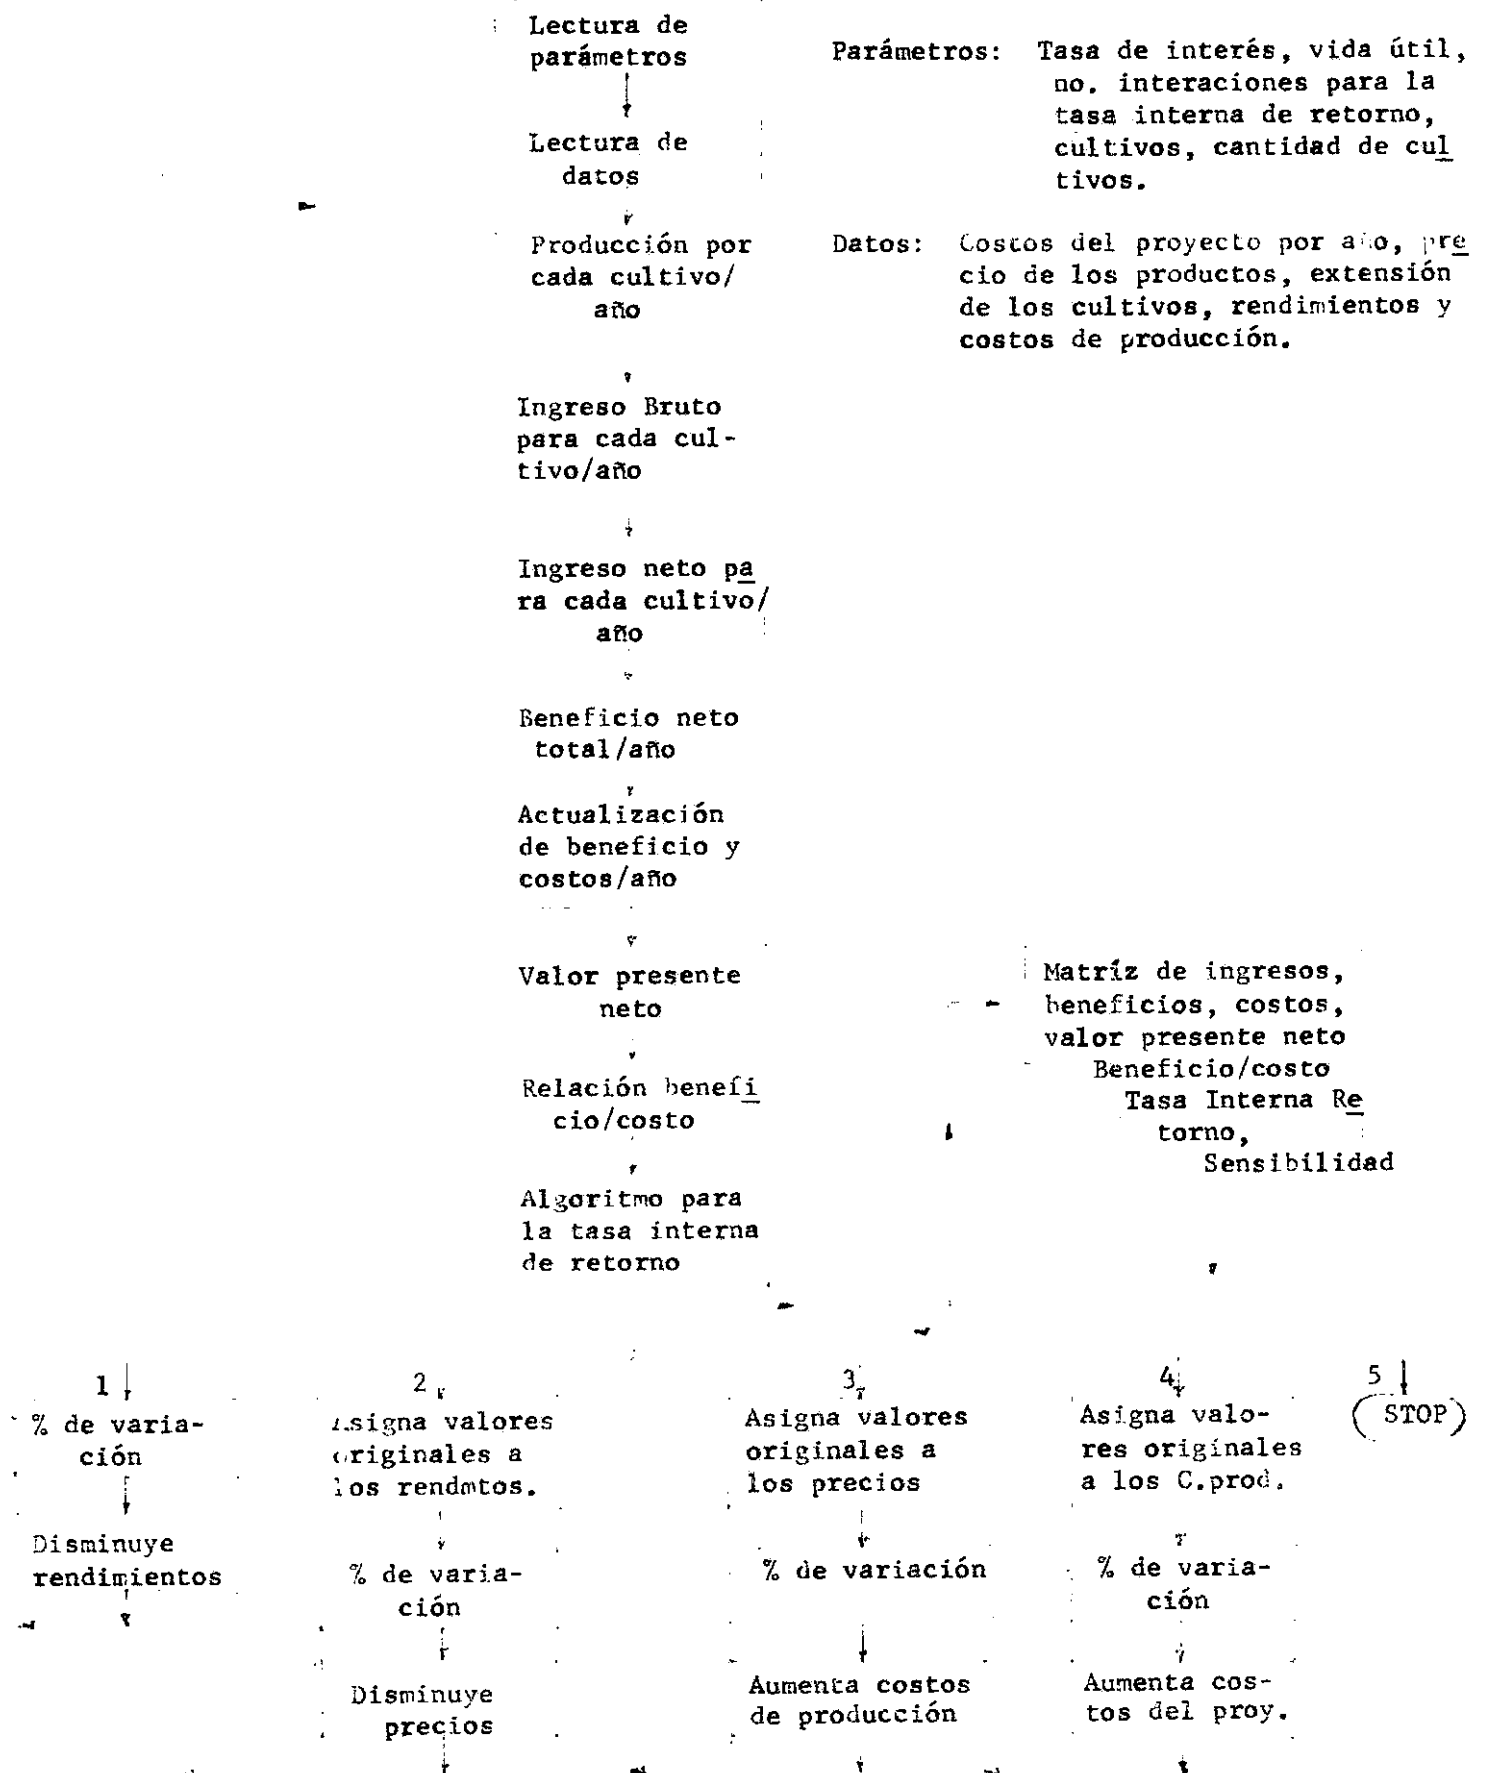 Lectura de
parámetros
Parámetros: Tasa de interés, vida útil,
no. interaciones para la
tasa interna de retorno,
cultivos, cantidad de cul
tivos.
Lectura de
datos
Producción por
cada cultivo/
año
Datos: Costos del proyecto por año, pre
cio de los productos, extensión
de los cultivos, rendimientos y
costos de producción.
Ingreso Bruto
para cada cul-
tivo/año
Ingreso neto pa
ra cada cultivo/
año
Beneficio neto
total/año
Actualización
de beneficio y
costos/año
Valor presente
neto
Matríz de ingresos,
beneficios, costos,
valor presente neto
Beneficio/costo
Tasa Interna Re
torno,
Sensibilidad
Relación benefi
cio/costo
Algoritmo para
la tasa interna
de retorno
1
% de varia-
ción
Disminuye
rendimientos
2
Asigna valores
originales a
los rendmtos.
% de varia-
ción
Disminuye
precios
3
Asigna valores
originales a
los precios
% de variación
Aumenta costos
de producción
4
Asigna valo-
res originales
a los C.prod.
% de varia-
ción
Aumenta cos-
tos del proy.
5
STOP